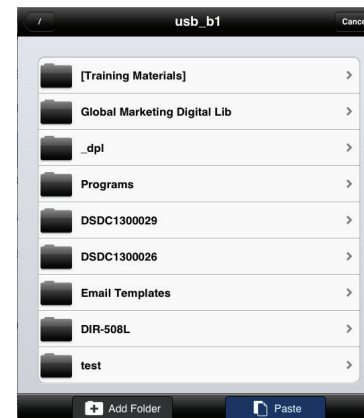 /
usb_b1
Cance
[Training Materials]
Global Marketing Digital Lib
_dpl
Programs
DSDC1300029
DSDC1300026
Email Templates
DIR-508L
test
Add Folder
Paste